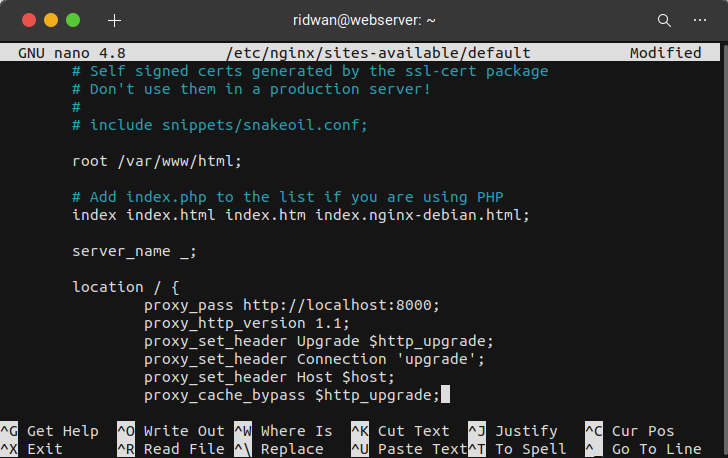 ridwan@webserver: ~
GNU nano 4.8 /etc/nginx/sites-available/default Modified
# Self signed certs generated by the ssl-cert package
# Don't use them in a production server!
#
# include snippets/snakeoil.conf;
root /var/www/html;
# Add index.php to the list if you are using PHP
index index.html index.htm index.nginx-debian.html;
server_name _;
location / {
proxy_pass http://localhost:8000;
proxy_http_version 1.1;
proxy_set_header Upgrade $http_upgrade;
proxy_set_header Connection 'upgrade';
proxy_set_header Host $host;
proxy_cache_bypass $http_upgrade;
^G Get Help ^O Write Out ^W Where Is ^K Cut Text ^J Justify ^C Cur Pos
^X Exit ^R Read File ^\ Replace ^U Paste Text ^T To Spell ^_ Go To Line